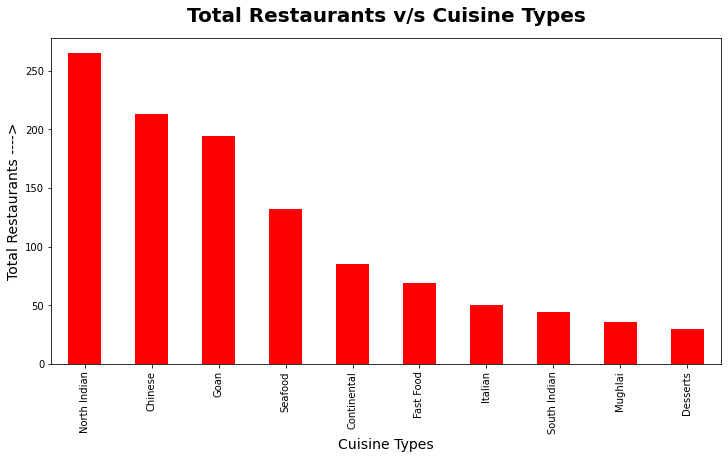 Total Restaurants v/s Cuisine Types
Total Restaurants ---->
250
200
150
100
50
0
North Indian
Chinese
Goan
Seafood
Continental
Fast Food
Italian
South Indian
Mughlai
Desserts
Cuisine Types